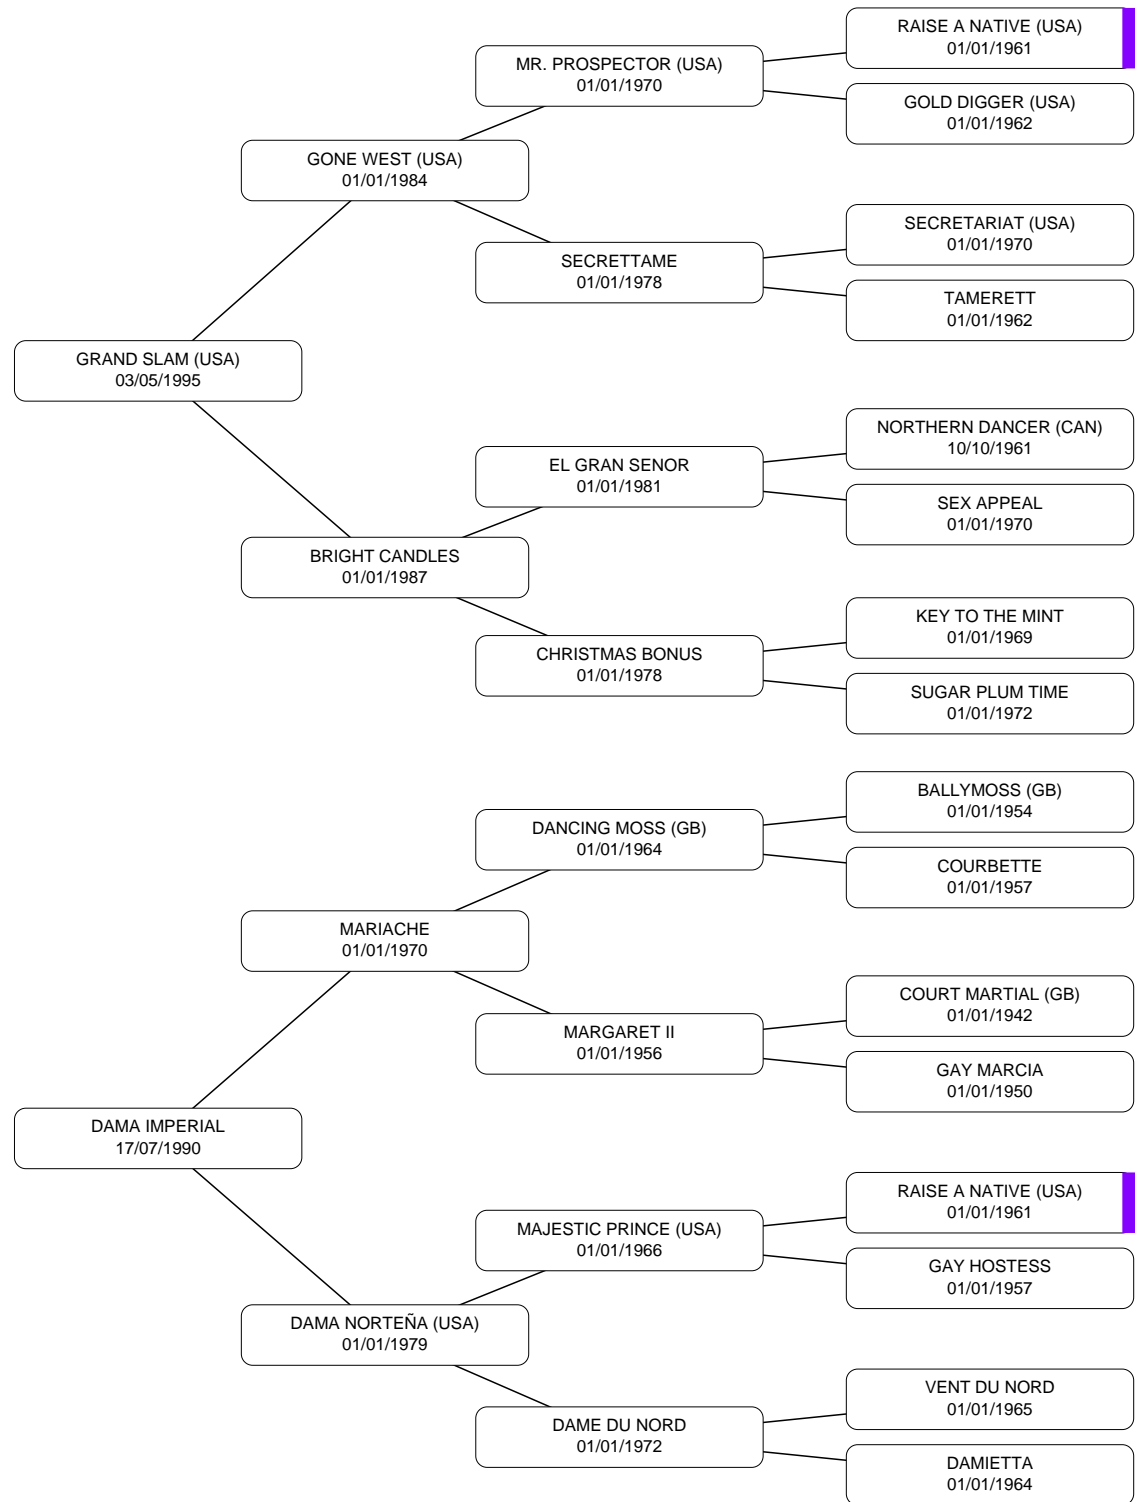 RAISE A NATIVE (USA)
01/01/1961
MR. PROSPECTOR (USA)
01/01/1970
GOLD DIGGER (USA)
01/01/1962
GONE WEST (USA)
01/01/1984
SECRETARIAT (USA)
01/01/1970
SECRETTAME
01/01/1978
TAMERETT
01/01/1962
GRAND SLAM (USA)
03/05/1995
NORTHERN DANCER (CAN)
10/10/1961
EL GRAN SENOR
01/01/1981
SEX APPEAL
01/01/1970
BRIGHT CANDLES
01/01/1987
KEY TO THE MINT
01/01/1969
CHRISTMAS BONUS
01/01/1978
SUGAR PLUM TIME
01/01/1972
BALLYMOSS (GB)
01/01/1954
DANCING MOSS (GB)
01/01/1964
COURBETTE
01/01/1957
MARIACHE
01/01/1970
COURT MARTIAL (GB)
01/01/1942
MARGARET II
01/01/1956
GAY MARCIA
01/01/1950
DAMA IMPERIAL
17/07/1990
RAISE A NATIVE (USA)
01/01/1961
MAJESTIC PRINCE (USA)
01/01/1966
GAY HOSTESS
01/01/1957
DAMA NORTEÑA (USA)
01/01/1979
VENT DU NORD
01/01/1965
DAME DU NORD
01/01/1972
DAMIETTA
01/01/1964